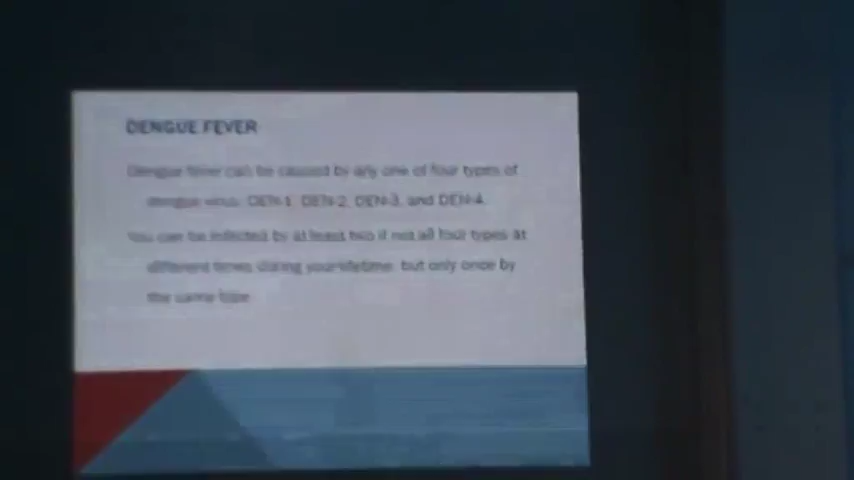 DENGUE FEVER
Dengue fever can be caused by any one of four types of
dengue virus: DEN-1, DEN-2, DEN-3, and DEN-4.
You can be infected by at least two if not all four types at
different times during your lifetime, but only once by
the same type